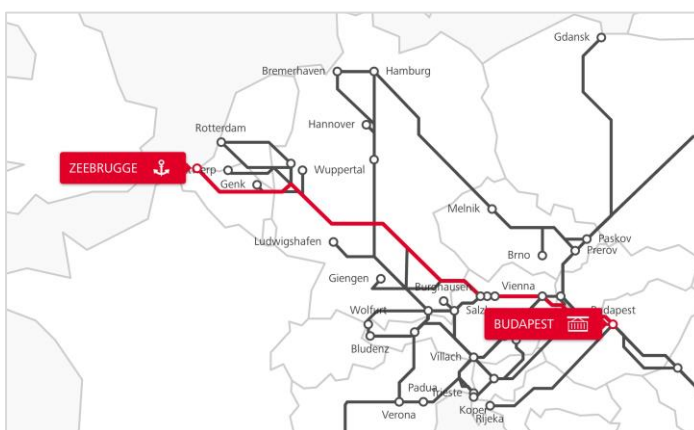 Gdansk
Bremerhaven
Hamburg
Hannover
Rotterdam
ZEEBRUGGE
Wuppertal
Genk
Melnik
Ludwigshafen
Paskov
Prerov
Brno
Giengen
Vienna
Wolfurt
BUDAPEST
Bludenz
Villach
Padua
Verona
Koper
Rijeka